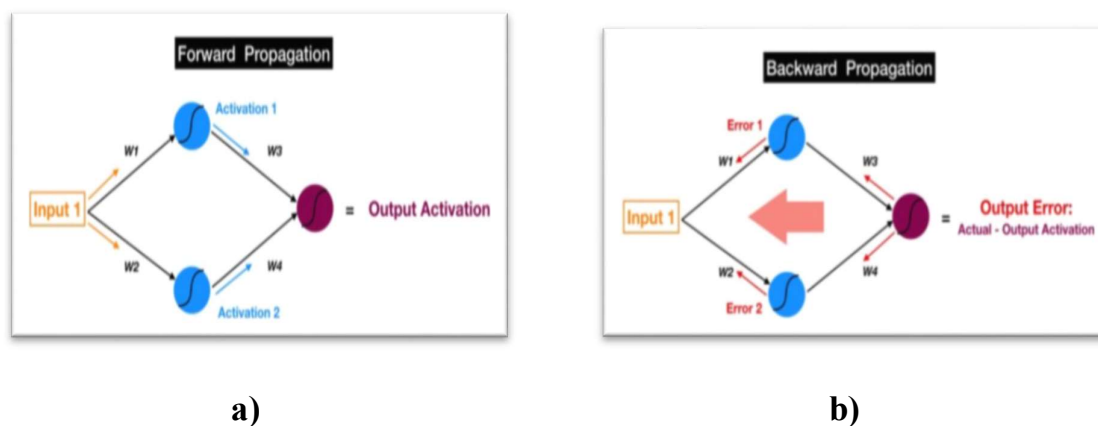 Forward Propagation
Activation 1
W1
W3
Input 1
= Output Activation
W2
W4
Activation 2
a)
Backward Propagation
Error 1
W1
W3
Input 1
= Output Error:
Actual - Output Activation
W2
W4
Error 2
b)